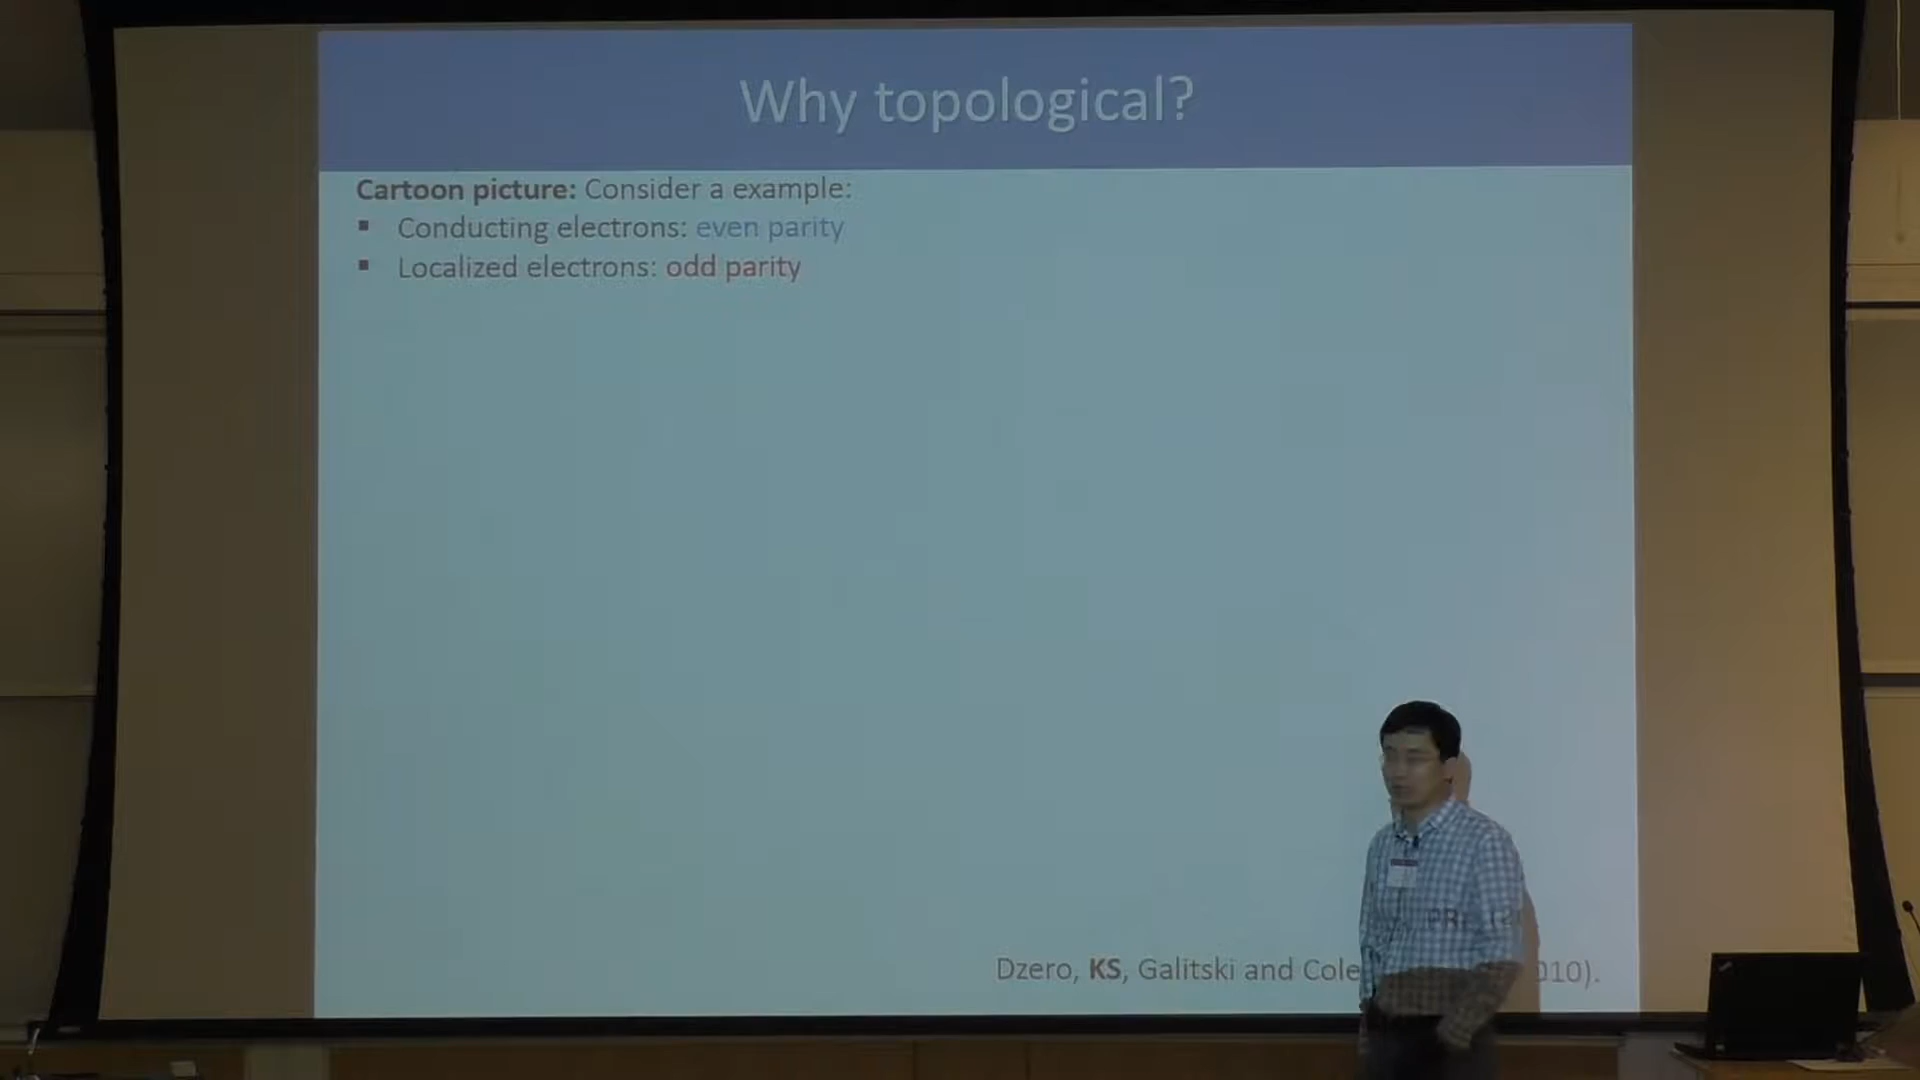 Why topological?
Cartoon picture: Consider a example:
▪ Conducting electrons: even parity
▪ Localized electrons: odd parity
Dzero, KS, Galitski and Cole 010).